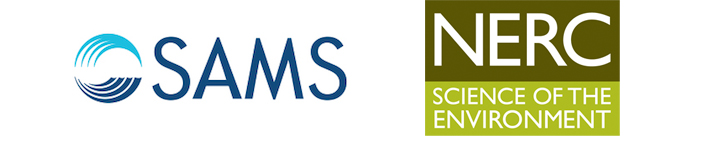 SAMS
NERC
SCIENCE OF THE
ENVIRONMENT